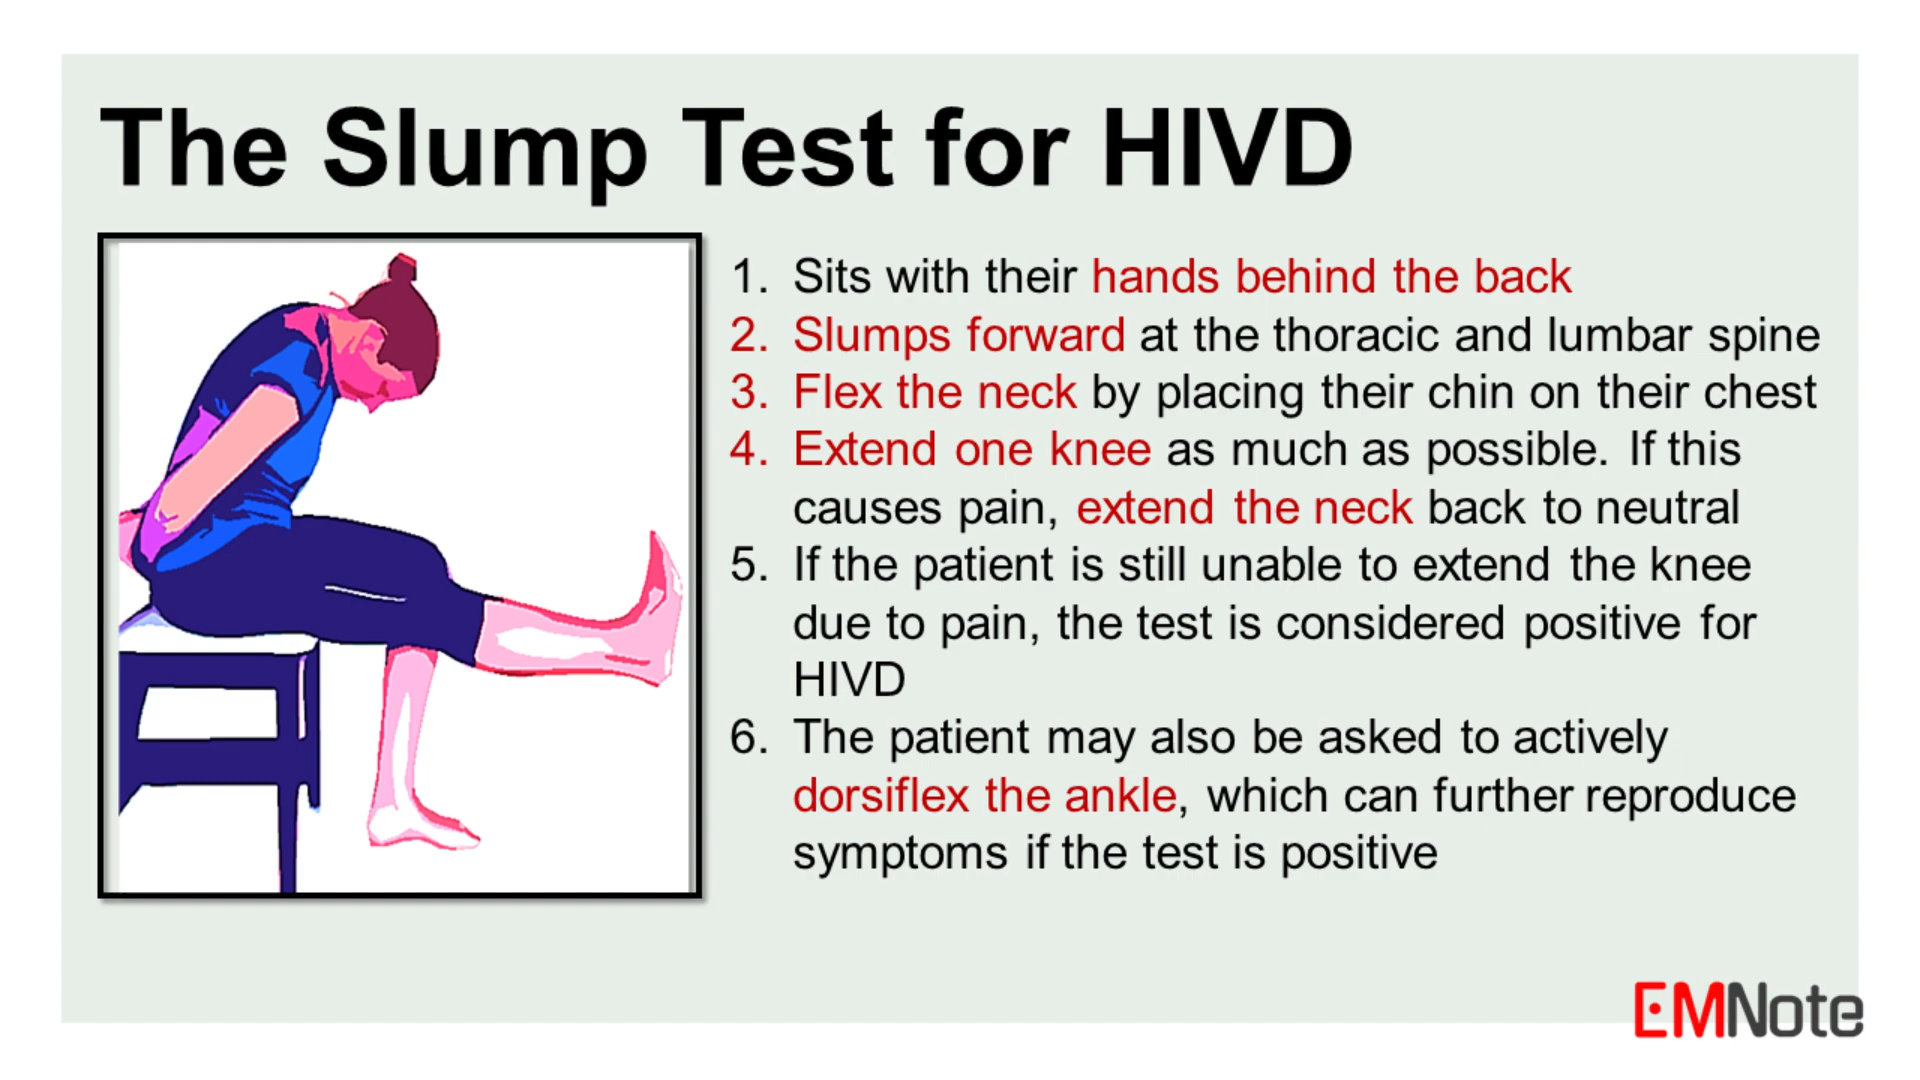 The Slump Test for HIVD
1. Sits with their hands behind the back
2. Slumps forward at the thoracic and lumbar spine
3. Flex the neck by placing their chin on their chest
4. Extend one knee as much as possible. If this
causes pain, extend the neck back to neutral
5. If the patient is still unable to extend the knee
due to pain, the test is considered positive for
HIVD
6. The patient may also be asked to actively
dorsiflex the ankle, which can further reproduce
symptoms if the test is positive
EMNote